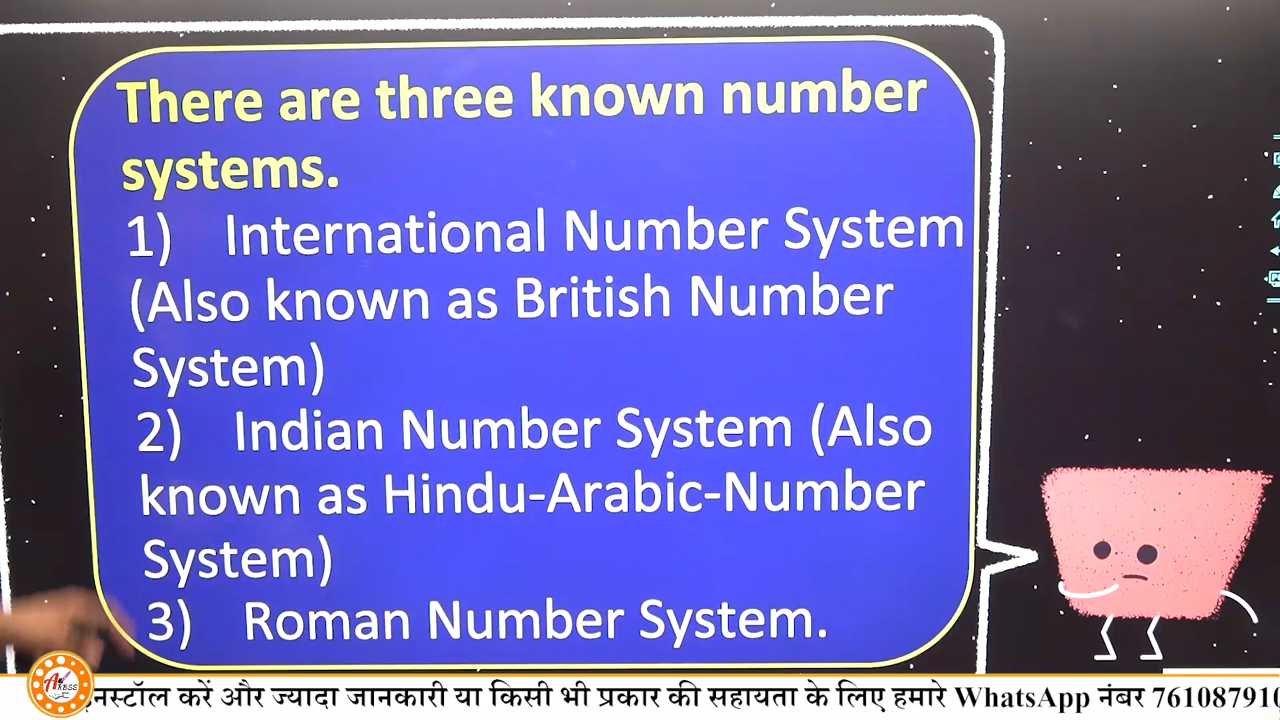 There are three known number
systems.
1) International Number System
(Also known as British Number
System)
2) Indian Number System (Also
known as Hindu-Arabic-Number
System)
3) Roman Number System.
करें और ज्यादा जानकारी या किसी भी प्रकार की सहायता के लिए हमारे WhatsApp नंबर